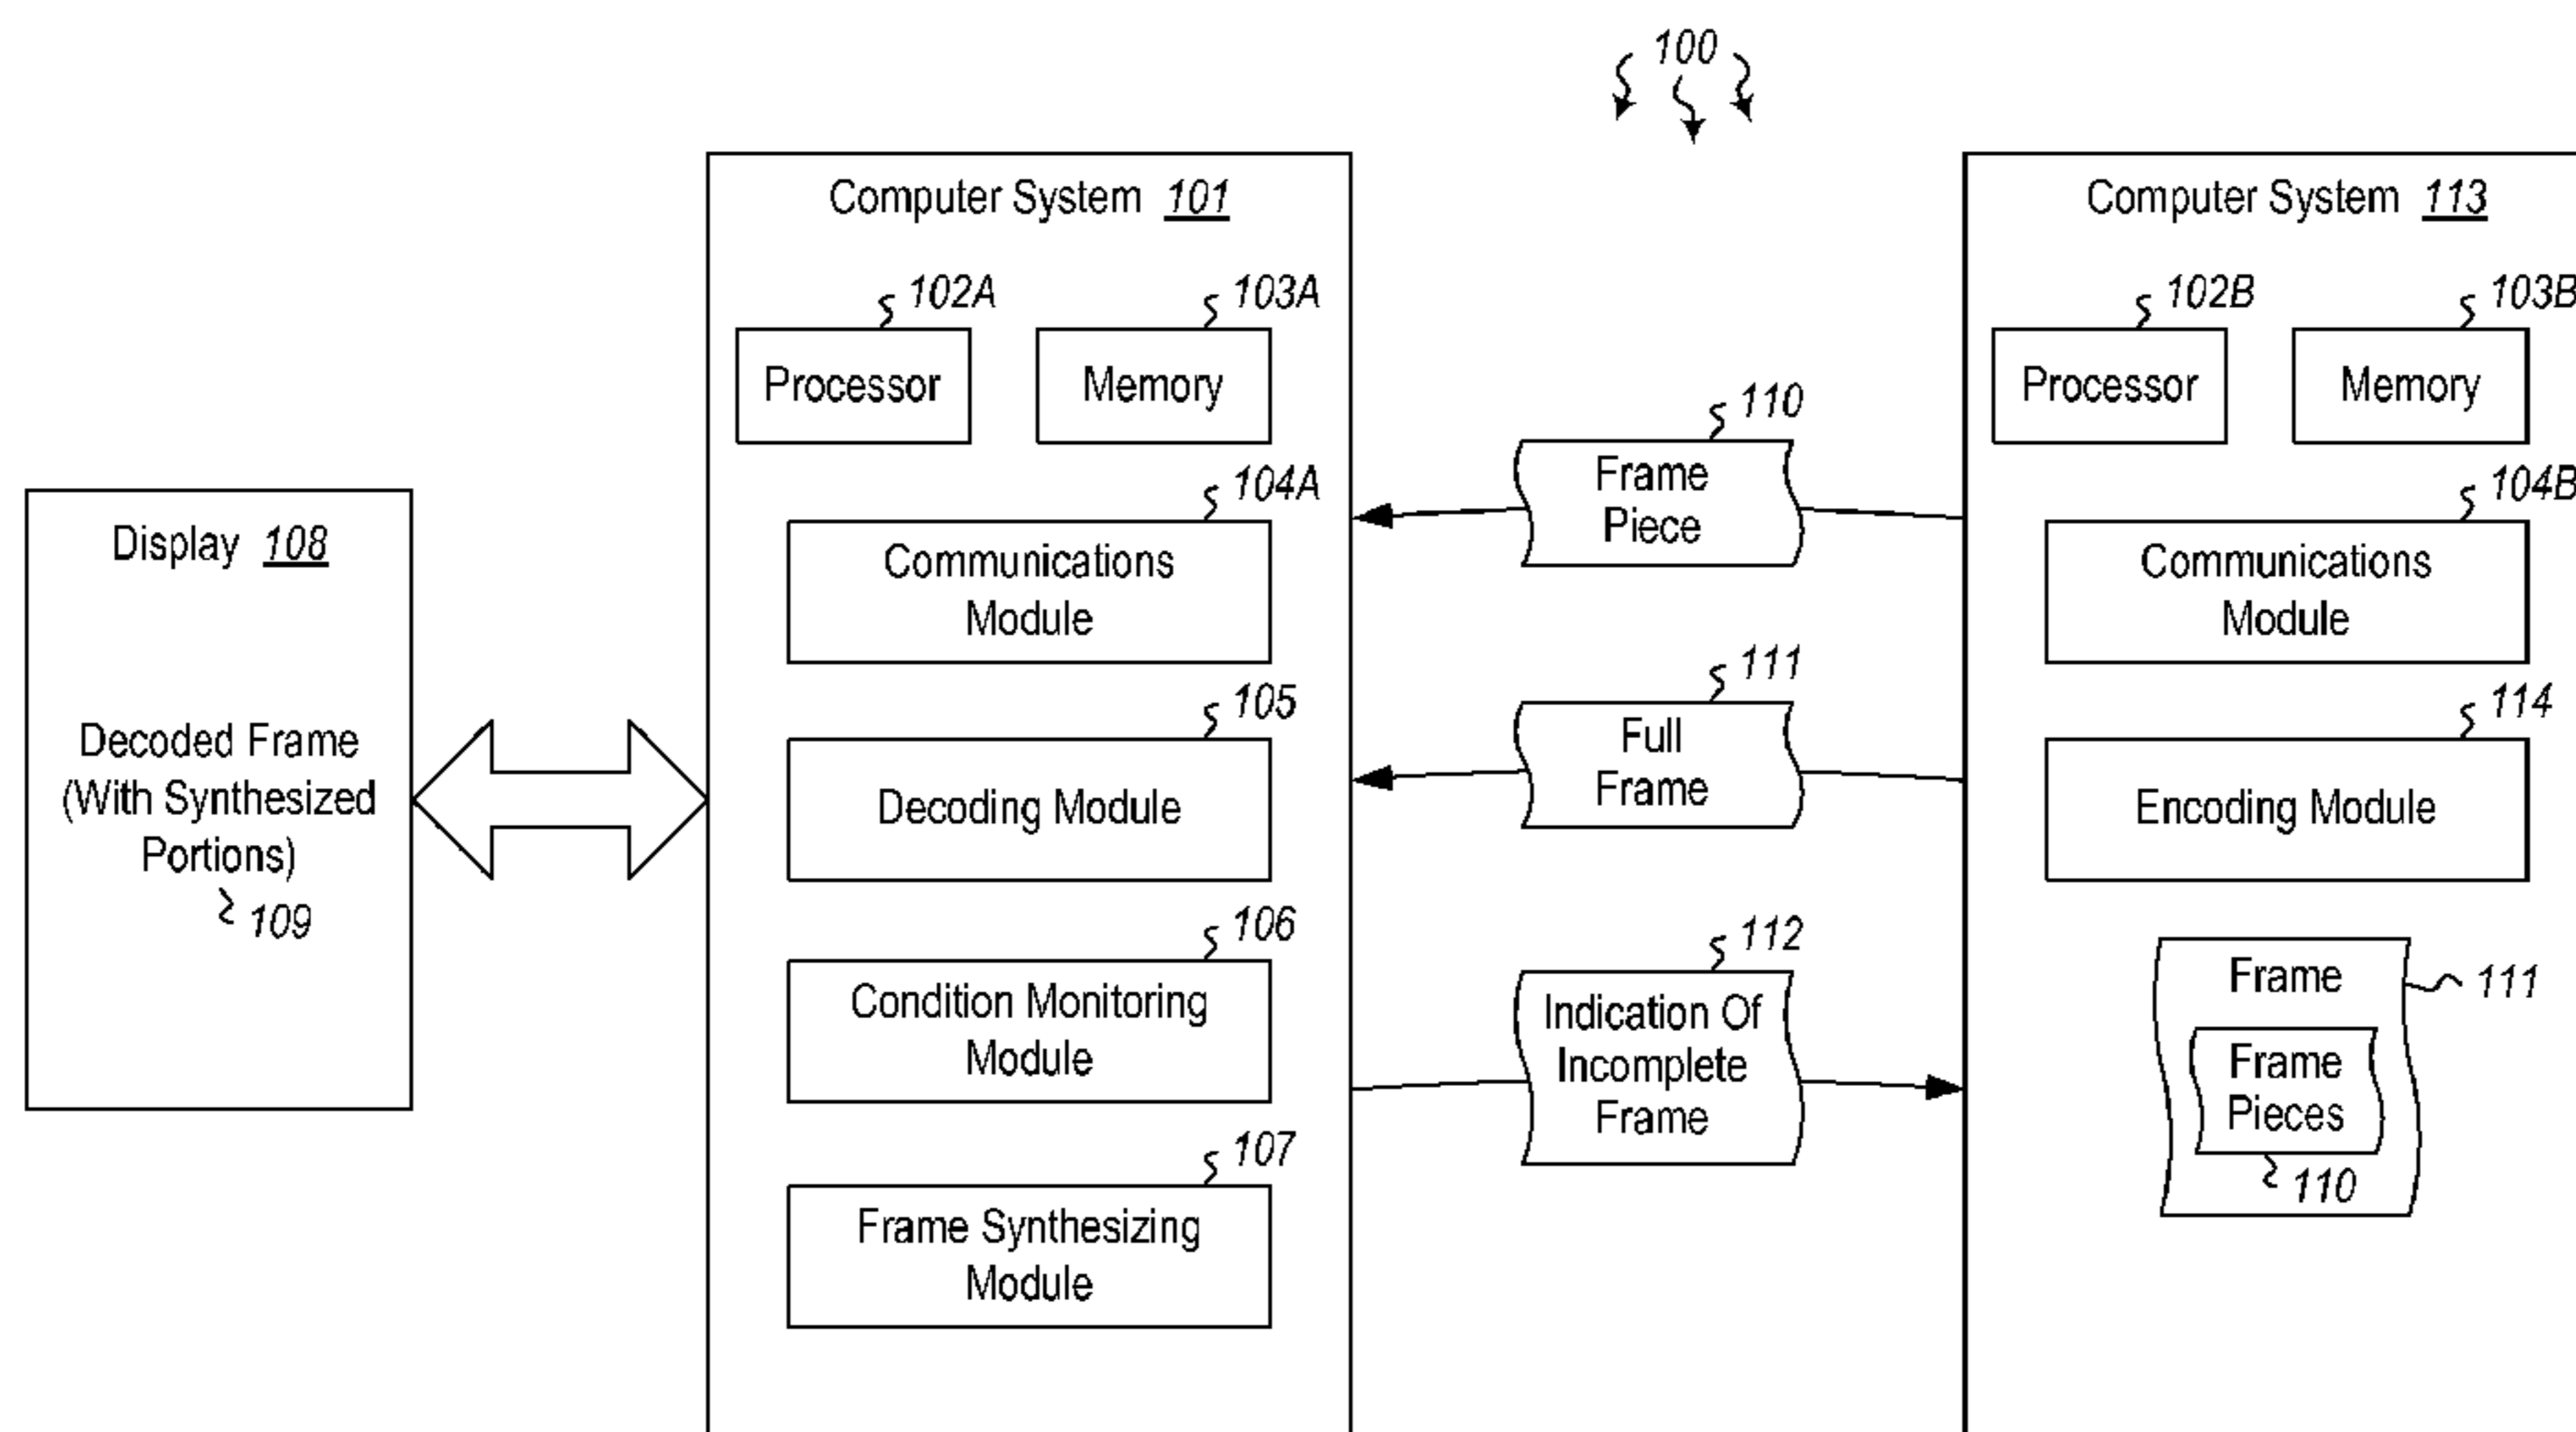 100
Computer System 101
102A
103A
Processor
Memory
104A
Communications
Module
105
Decoding Module
106
Condition Monitoring
Module
107
Frame Synthesizing
Module
Display 108
Decoded Frame
(With Synthesized
Portions)
109
110
Frame
Piece
111
Full
Frame
112
Indication Of
Incomplete
Frame
Computer System 113
102B
103B
Processor
Memory
104B
Communications
Module
114
Encoding Module
Frame
111
Frame
Pieces
110